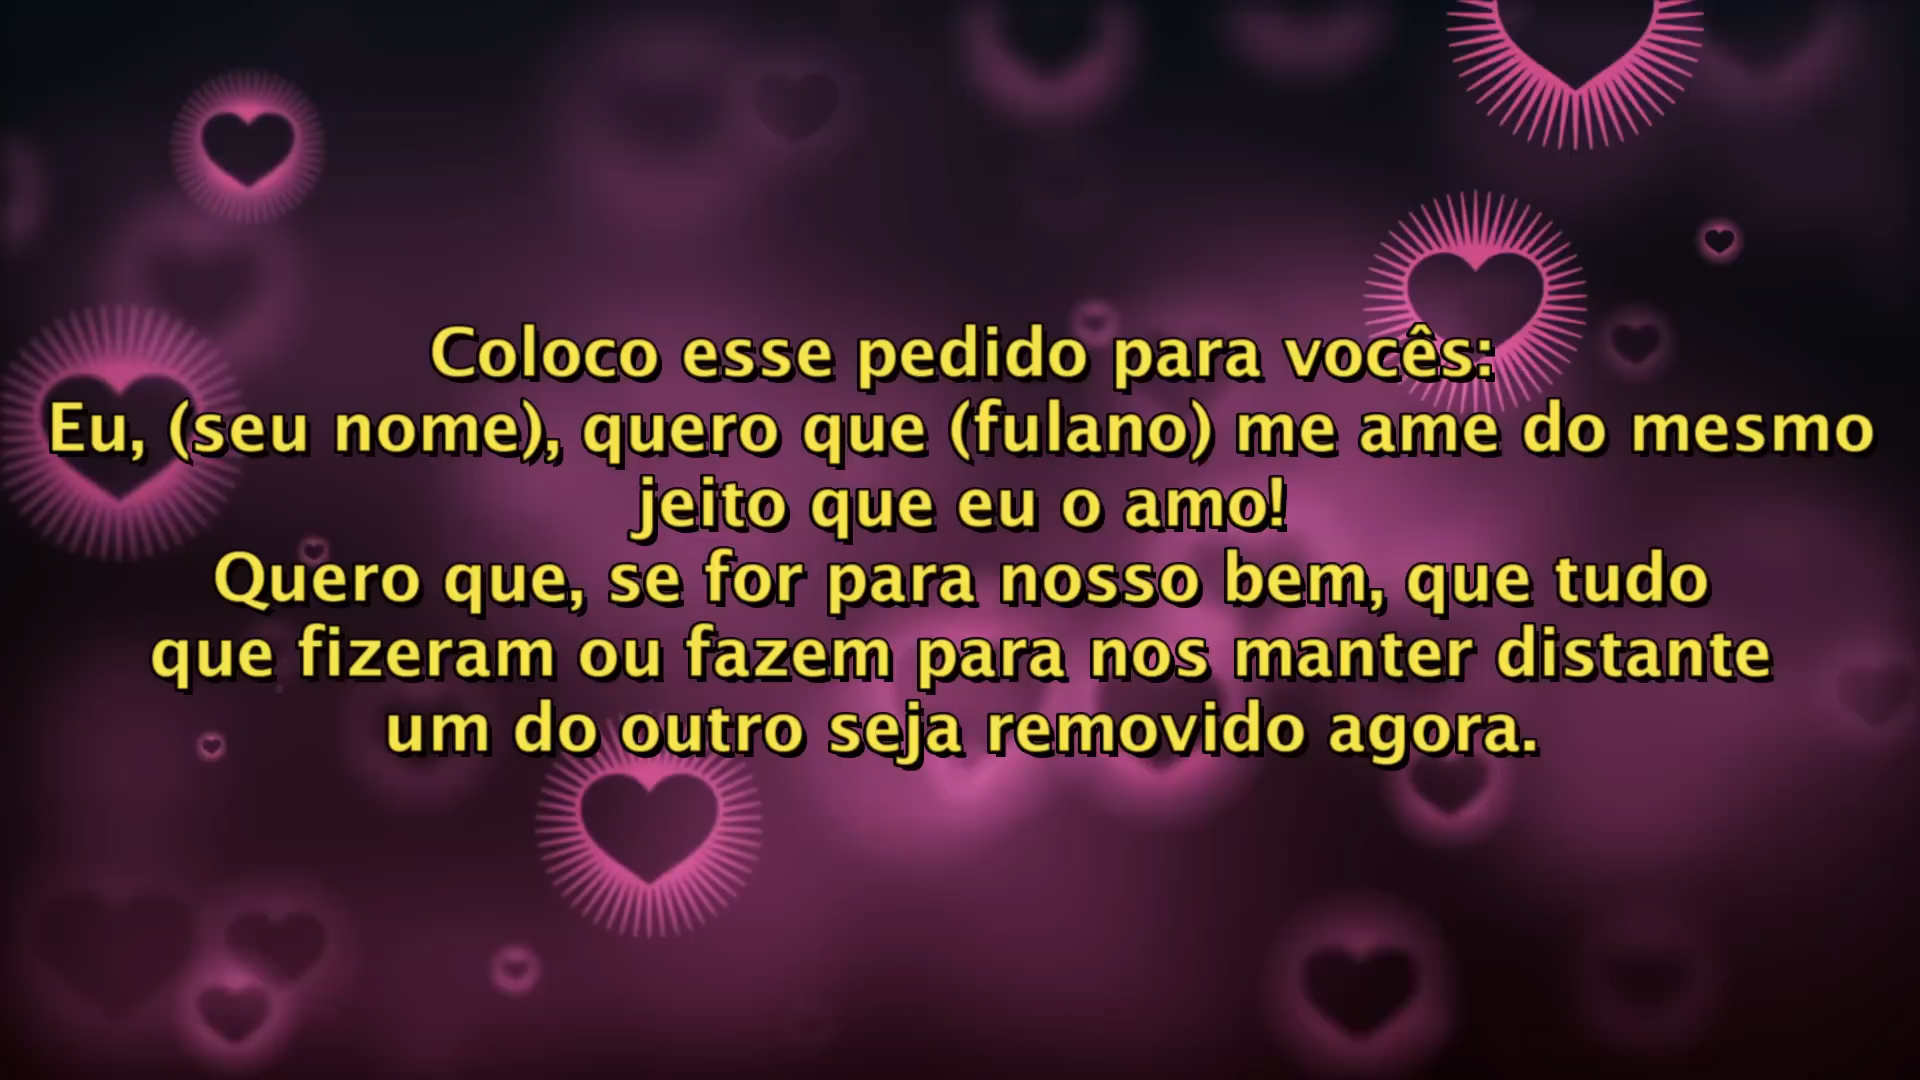 Coloco esse pedido para vocês:
Eu, (seu nome), quero que (fulano) me ame do mesmo
jeito que eu o amo!
Quero que, se for para nosso bem, que tudo
que fizeram ou fazem para nos manter distante
um do outro seja removido agora.